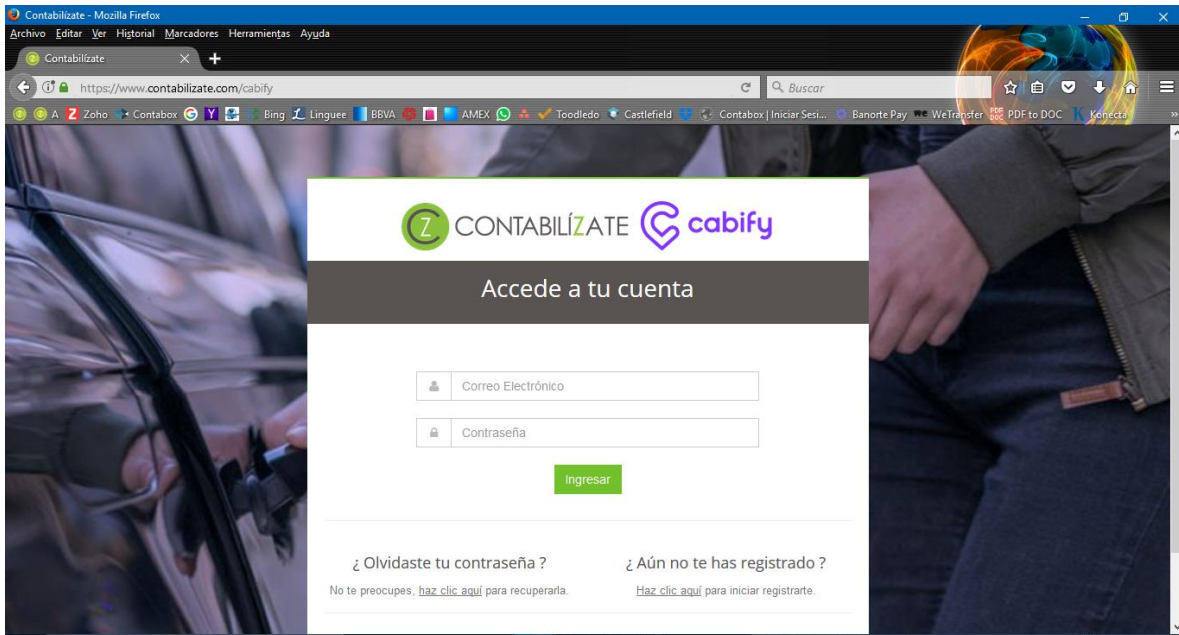 Contabilízate - Mozilla Firefox
Archivo Editar Ver Historial Marcadores Herramientas Ayuda
Contabilízate
https://www.contabilizate.com/cabify
Buscar
A Zoho Contabox Bing Linguee BBVA AMEX Toodledo Castlefield Contabox | Iniciar Sesi... Banorte Pay WeTransfer PDF to DOC Konecta
CONTABILÍZATE cabify
Accede a tu cuenta
Correo Electrónico
Contraseña
Ingresar
¿ Olvidaste tu contraseña ?
No te preocupes, haz clic aquí para recuperarla.
¿ Aún no te has registrado ?
Haz clic aquí para iniciar registrarte.